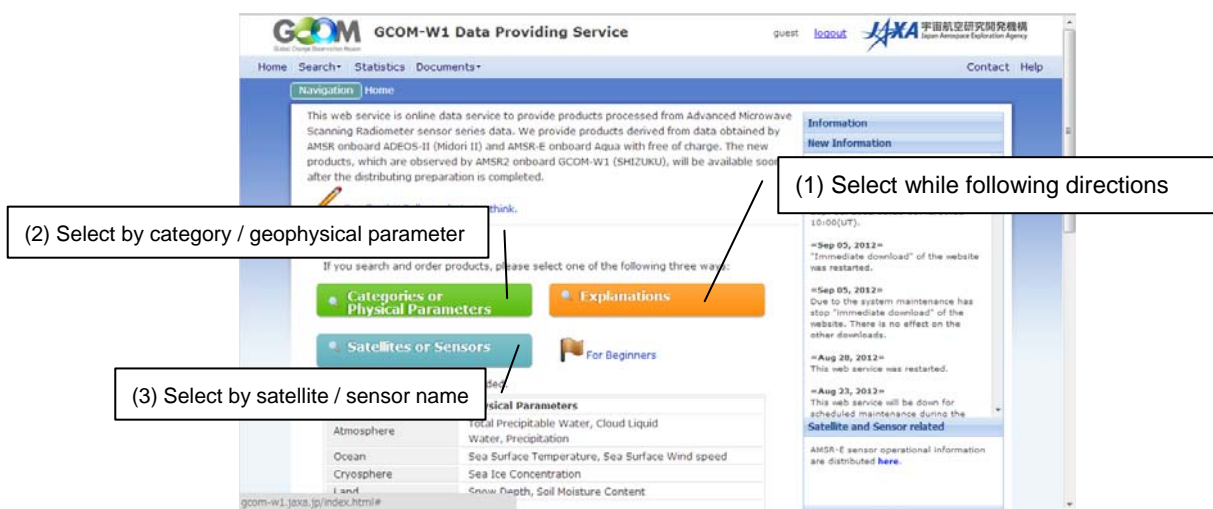 GCOM
Global Change Observation Mission
GCOM-W1 Data Providing Service
guest logout
JAXA 宇宙航空研究開発機構
Japan Aerospace Exploration Agency
Home Search Statistics Documents
Contact Help
Navigation Home
This web service is online data service to provide products processed from Advanced Microwave
Scanning Radiometer sensor series data. We provide products derived from data obtained by
AMSR onboard ADEOS-II (Midori II) and AMSR-E onboard Aqua with free of charge. The new
products, which are observed by AMSR2 onboard GCOM-W1 (SHIZUKU), will be available soon
after the distributing preparation is completed.
think.
(1) Select while following directions
(2) Select by category / geophysical parameter
If you search and order products, please select one of the following three ways:
Categories or
Physical Parameters
Explanations
Satellites or Sensors
For Beginners
(3) Select by satellite / sensor name
Physical Parameters
Atmosphere
Total Precipitable Water, Cloud Liquid
Water, Precipitation
Ocean
Sea Surface Temperature, Sea Surface Wind speed
Cryosphere
Sea Ice Concentration
Land
Snow Depth, Soil Moisture Content
gcom-w1.jaxa.jp/index.html#
Information
New Information
10:00(UT).
=Sep 05, 2012=
"Immediate download" of the website
was restarted.
=Sep 05, 2012=
Due to the system maintenance has
stop "immediate download" of the
website. There is no effect on the
other downloads.
=Aug 28, 2012=
This web service was restarted.
=Aug 23, 2012=
This web service will be down for
scheduled maintenance during the
Satellite and Sensor related
AMSR-E sensor operational information
are distributed here.